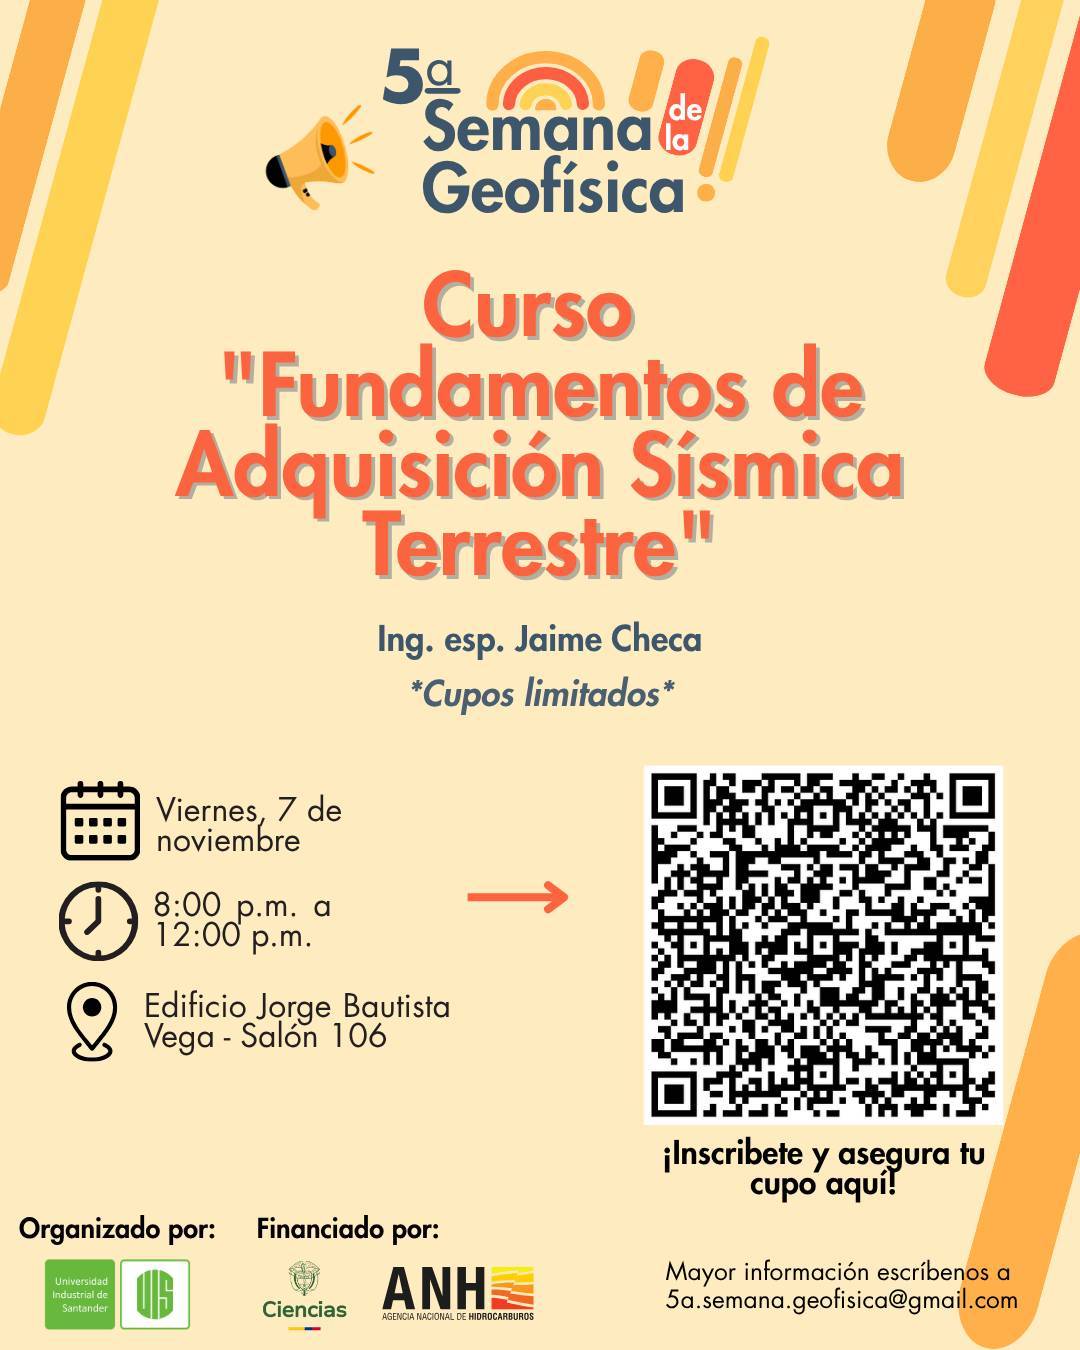 5a
Semana de la
Geofísica
Curso
"Fundamentos de
Adquisición Sísmica
Terrestre"
Ing. esp. Jaime Checa
*Cupos limitados*
Viernes, 7 de
noviembre
8:00 p.m. a
12:00 p.m.
Edificio Jorge Bautista
Vega - Salón 106
¡Inscribete y asegura tu
cupo aquí!
Organizado por:
Universidad
Industrial de
Santander
UIS
Financiado por:
Ciencias
ANH
AGENCIA NACIONAL DE HIDROCARBUROS
Mayor información escríbenos a
5a.semana.geofisica@gmail.com